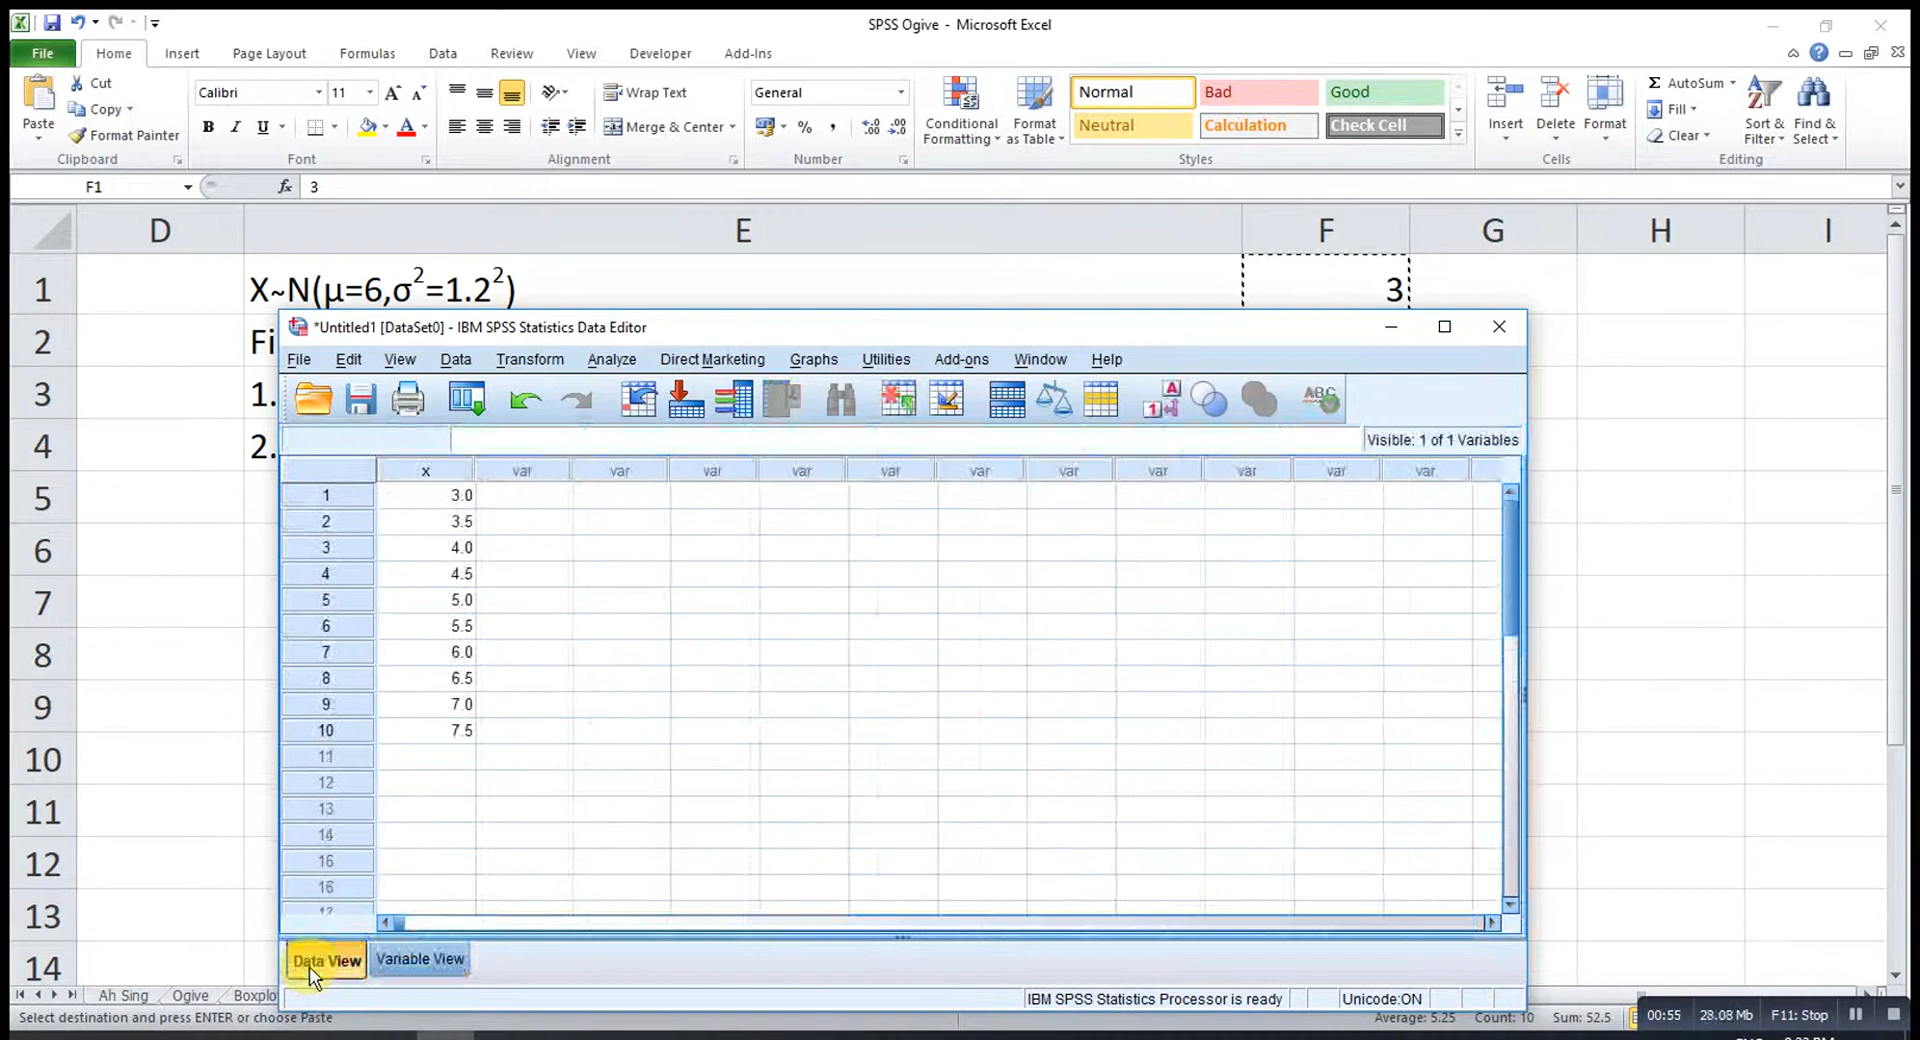 SPSS Ogive - Microsoft Excel
File Home Insert Page Layout Formulas Data Review View Developer Add-Ins
Paste
Cut
Copy
Format Painter
Clipboard
Calibri 11
B I U
Font
Wrap Text
Merge & Center
Alignment
General
Number
Conditional Formatting
Format as Table
Normal Bad Good
Neutral Calculation Check Cell
Styles
Insert Delete Format
Cells
Σ AutoSum
Fill
Clear
Sort & Filter
Find & Select
Editing
F1 fx 3
D E F G H I
1 X~N(μ=6,σ²=1.2²) 3
2 Fi
3 1.
4 2.
5
6
7
8
9
10
11
12
13
14
*Untitled1 [DataSet0] - IBM SPSS Statistics Data Editor
File Edit View Data Transform Analyze Direct Marketing Graphs Utilities Add-ons Window Help
Visible: 1 of 1 Variables
x var var var var var var var var var var var
1 3.0
2 3.5
3 4.0
4 4.5
5 5.0
6 5.5
7 6.0
8 6.5
9 7.0
10 7.5
11
12
13
14
16
16
Data View Variable View
IBM SPSS Statistics Processor is ready Unicode:ON
Ah Sing Ogive Boxplo
Select destination and press ENTER or choose Paste Average: 5.25 Count: 10 Sum: 52.5
00:55 28.08 Mb F11: Stop